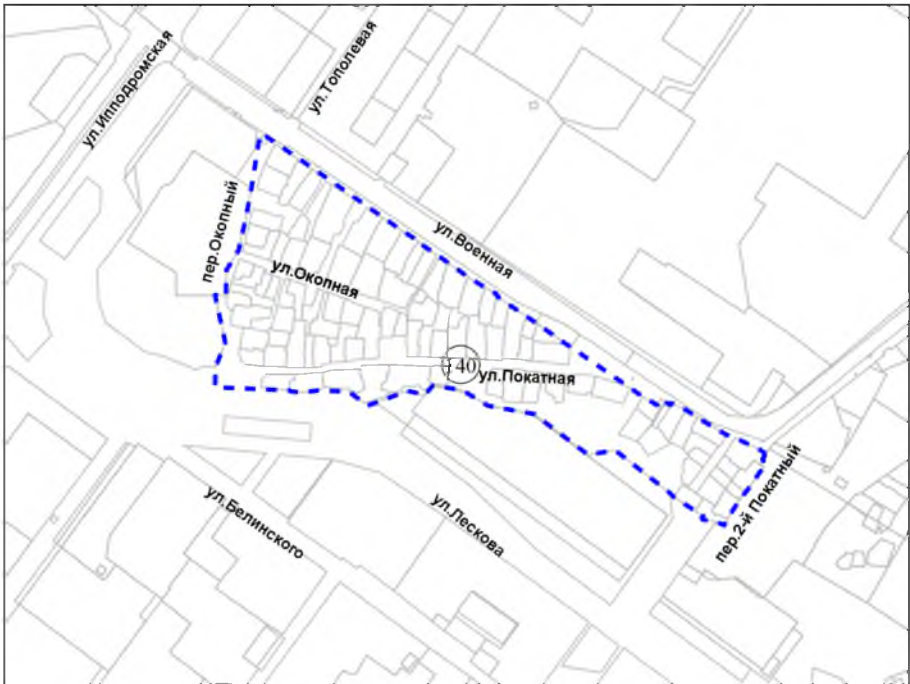 ул.Ипподромская
ул.Тополевая
пер.Окопный
ул.Военная
ул.Окопная
40
ул.Покатная
ул.Белинского
ул.Лескова
пер.2-й Покатный